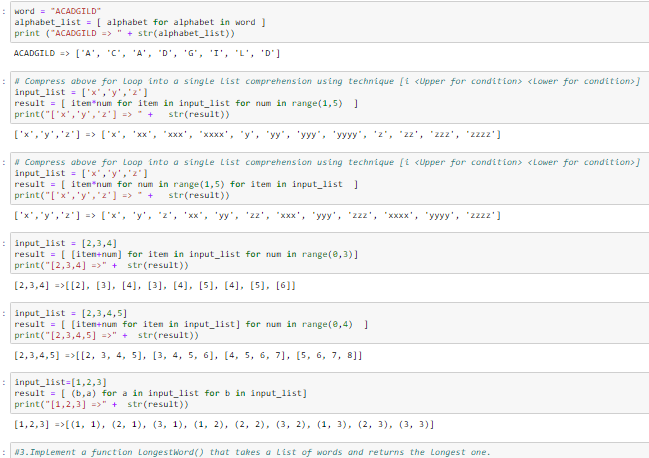 word = "ACADGILD"
alphabet_list = [ alphabet for alphabet in word ]
print ("ACADGILD => " + str(alphabet_list))
ACADGILD => ['A', 'C', 'A', 'D', 'G', 'I', 'L', 'D']
# Compress above for Loop into a single List comprehension using technique [i <Upper for condition> <Lower for condition>]
input_list = ['x','y','z']
result = [ item*num for item in input_list for num in range(1,5)  ]
print("['x','y','z'] => " +   str(result))
['x','y','z'] => ['x', 'xx', 'xxx', 'xxxx', 'y', 'yy', 'yyy', 'yyyy', 'z', 'zz', 'zzz', 'zzzz']
# Compress above for Loop into a single List comprehension using technique [i <Upper for condition> <Lower for condition>]
input_list = ['x','y','z']
result = [ item*num for num in range(1,5) for item in input_list  ]
print("['x','y','z'] => " +   str(result))
['x','y','z'] => ['x', 'y', 'z', 'xx', 'yy', 'zz', 'xxx', 'yyy', 'zzz', 'xxxx', 'yyyy', 'zzzz']
input_list = [2,3,4]
result = [ [item+num] for item in input_list for num in range(0,3)]
print("[2,3,4] =>" +  str(result))
[2,3,4] =>[[2], [3], [4], [3], [4], [5], [4], [5], [6]]
input_list = [2,3,4,5]
result = [ [item+num for item in input_list] for num in range(0,4)  ]
print("[2,3,4,5] =>" +  str(result))
[2,3,4,5] =>[[2, 3, 4, 5], [3, 4, 5, 6], [4, 5, 6, 7], [5, 6, 7, 8]]
input_list=[1,2,3]
result = [ (b,a) for a in input_list for b in input_list]
print("[1,2,3] =>" +  str(result))
[1,2,3] =>[(1, 1), (2, 1), (3, 1), (1, 2), (2, 2), (3, 2), (1, 3), (2, 3), (3, 3)]
#3.Implement a function LongestWord() that takes a List of words and returns the Longest one.